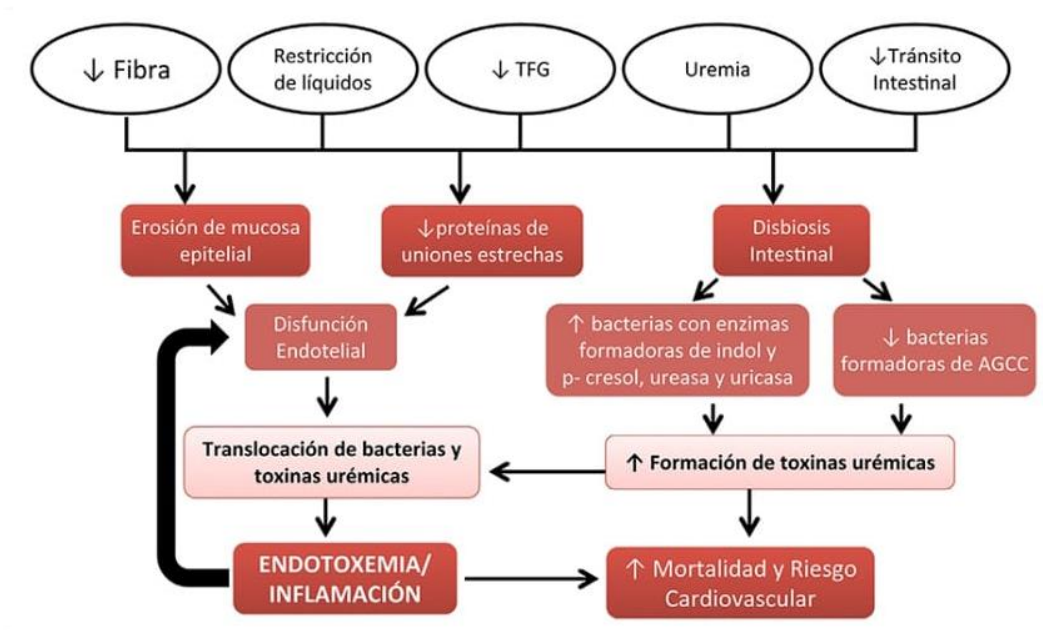 ↓ Fibra
Restricción
de líquidos
↓ TFG
Uremia
↓Tránsito
Intestinal
Erosión de mucosa
epitelial
↓proteínas de
uniones estrechas
Disbiosis
Intestinal
Disfunción
Endotelial
↑ bacterias con enzimas
formadoras de indol y
p- cresol, ureasa y uricasa
↓ bacterias
formadoras de AGCC
Translocación de bacterias y
toxinas urémicas
↑ Formación de toxinas urémicas
ENDOTOXEMIA/
INFLAMACIÓN
↑ Mortalidad y Riesgo
Cardiovascular